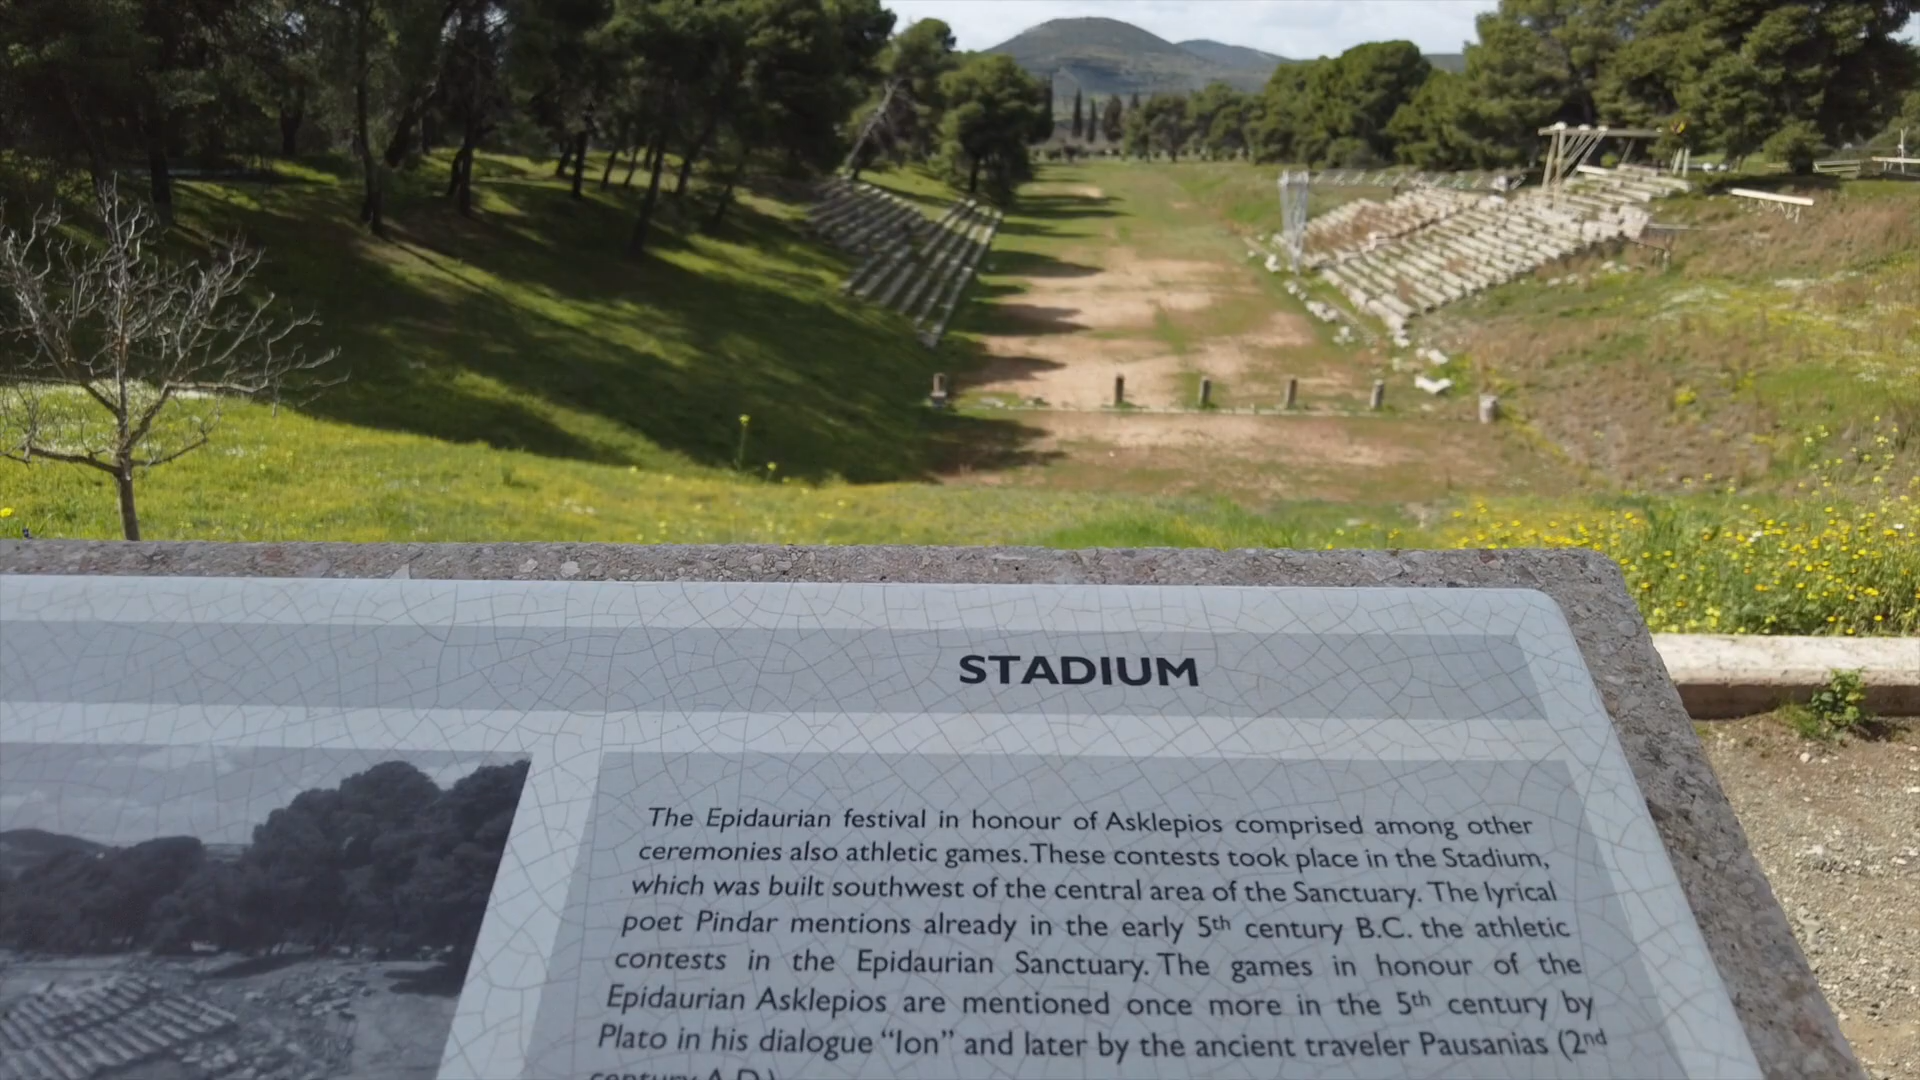 STADIUM
The Epidaurian festival in honour of Asklepios comprised among other
ceremonies also athletic games. These contests took place in the Stadium,
which was built southwest of the central area of the Sanctuary. The lyrical
poet Pindar mentions already in the early 5th century B.C. the athletic
contests in the Epidaurian Sanctuary. The games in honour of the
Epidaurian Asklepios are mentioned once more in the 5th century by
Plato in his dialogue “Ion” and later by the ancient traveler Pausanias (2nd
century A.D.)